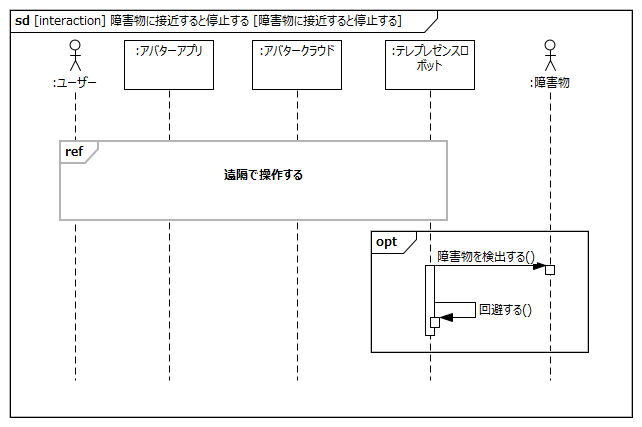 sd [interaction] 障害物に接近すると停止する [障害物に接近すると停止する]
:ユーザー
:アバターアプリ
:アバタークラウド
:テレプレゼンスロ
ボット
:障害物
ref
遠隔で操作する
opt
障害物を検出する()
回避する()